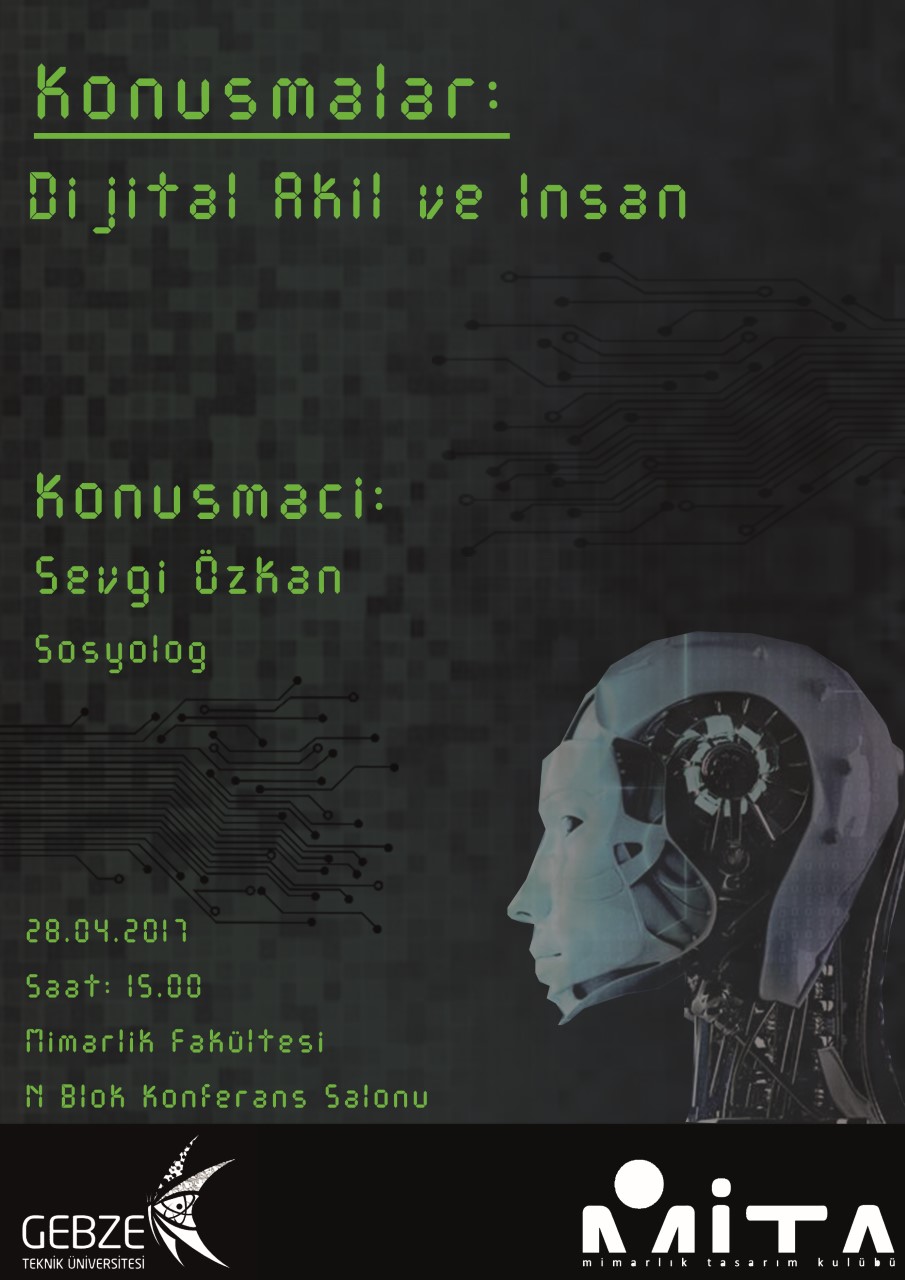 Konusmalar:
Dijital Akil ve Insan
Konusmaci:
Sevgi Özkan
Sosyolog
28.04.2017
Saat: 15.00
Mimarlik Fakültesi
N Blok Konferans Salonu
GEBZE
TEKNİK ÜNİVERSİTESİ
MiTA
mimarlık tasarım kulübü